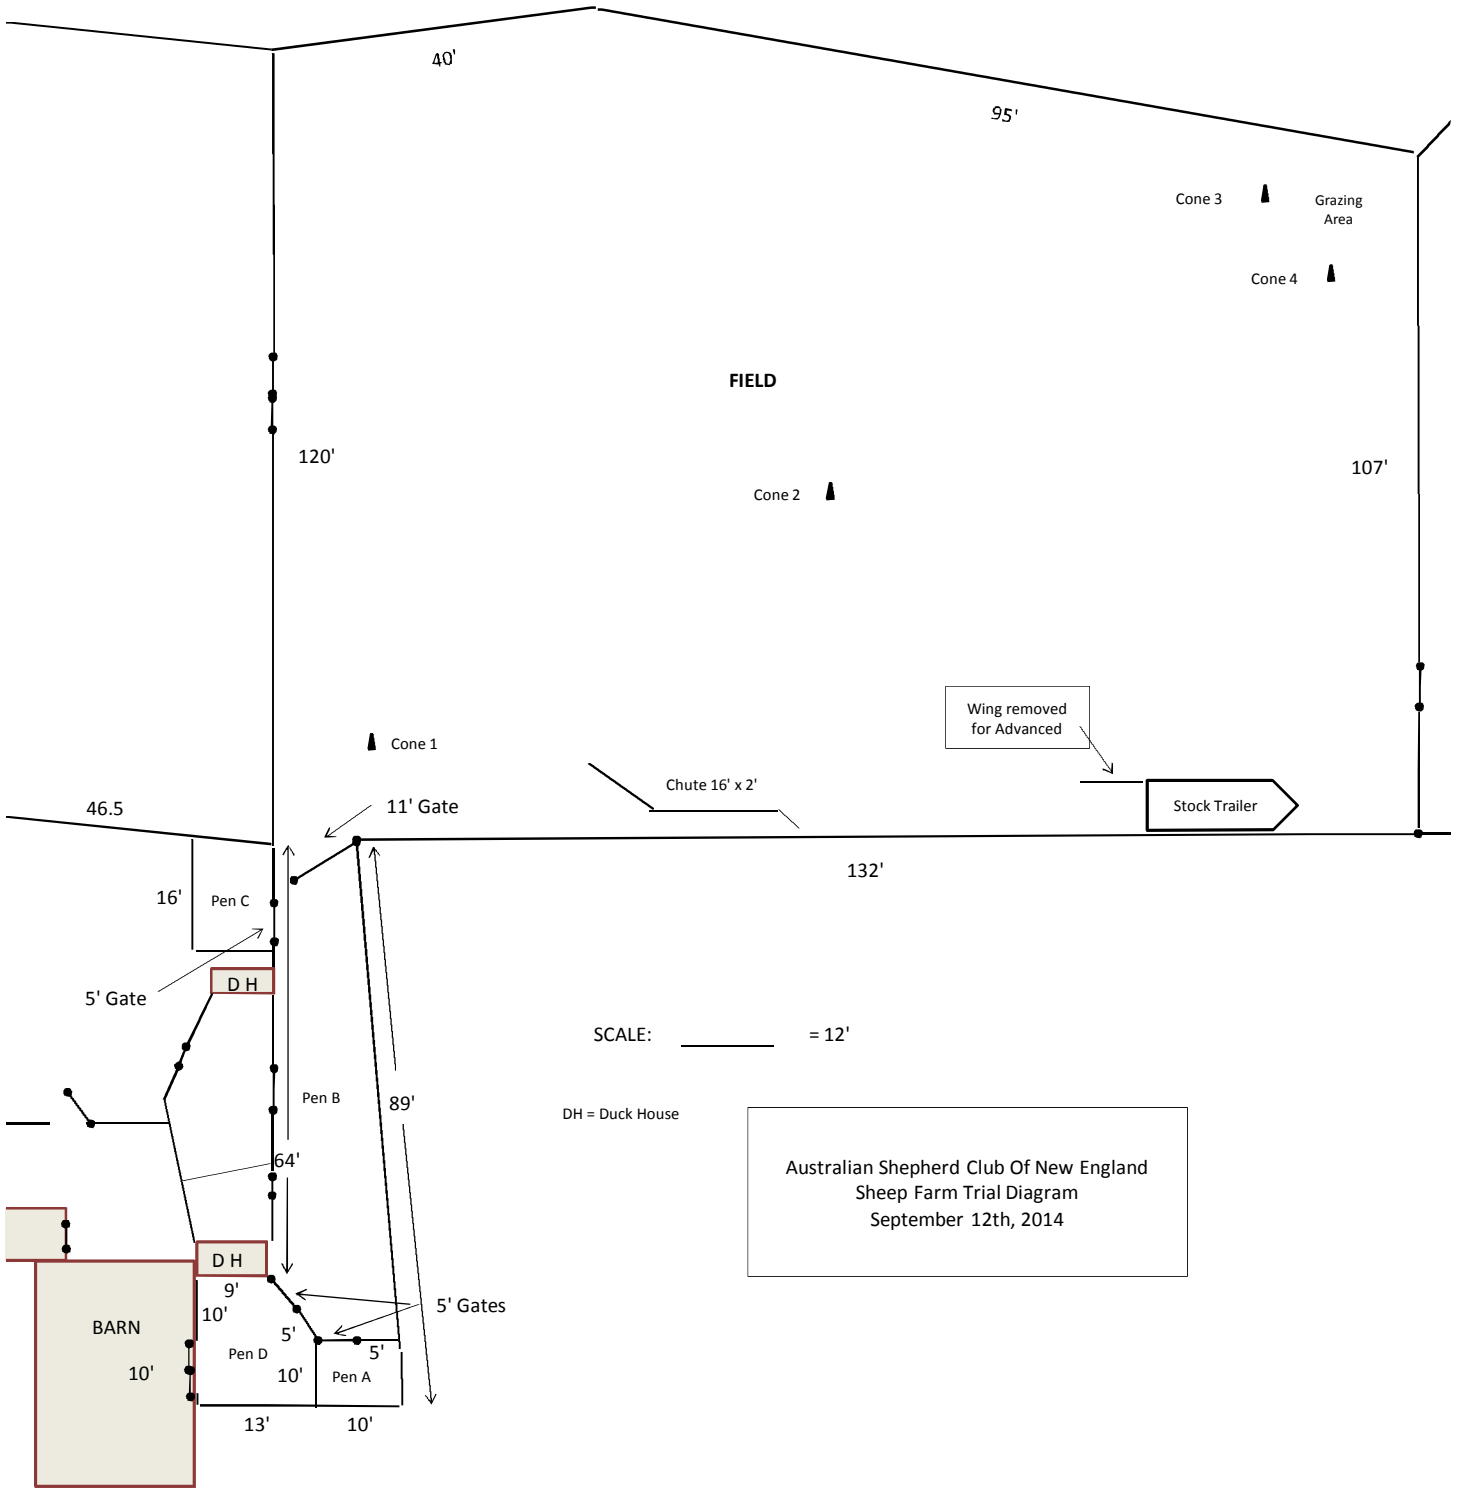 40'
95'
Cone 3
Grazing
Area
Cone 4
FIELD
120'
107'
Cone 2
Wing removed
for Advanced
Cone 1
Chute 16' x 2'
46.5
11' Gate
Stock Trailer
132'
16'
Pen C
D H
5' Gate
SCALE: = 12'
Pen B
89'
DH = Duck House
64'
Australian Shepherd Club Of New England
Sheep Farm Trial Diagram
September 12th, 2014
D H
9'
10'
5' Gates
BARN
5'
Pen D
5'
10'
10'
Pen A
13'
10'